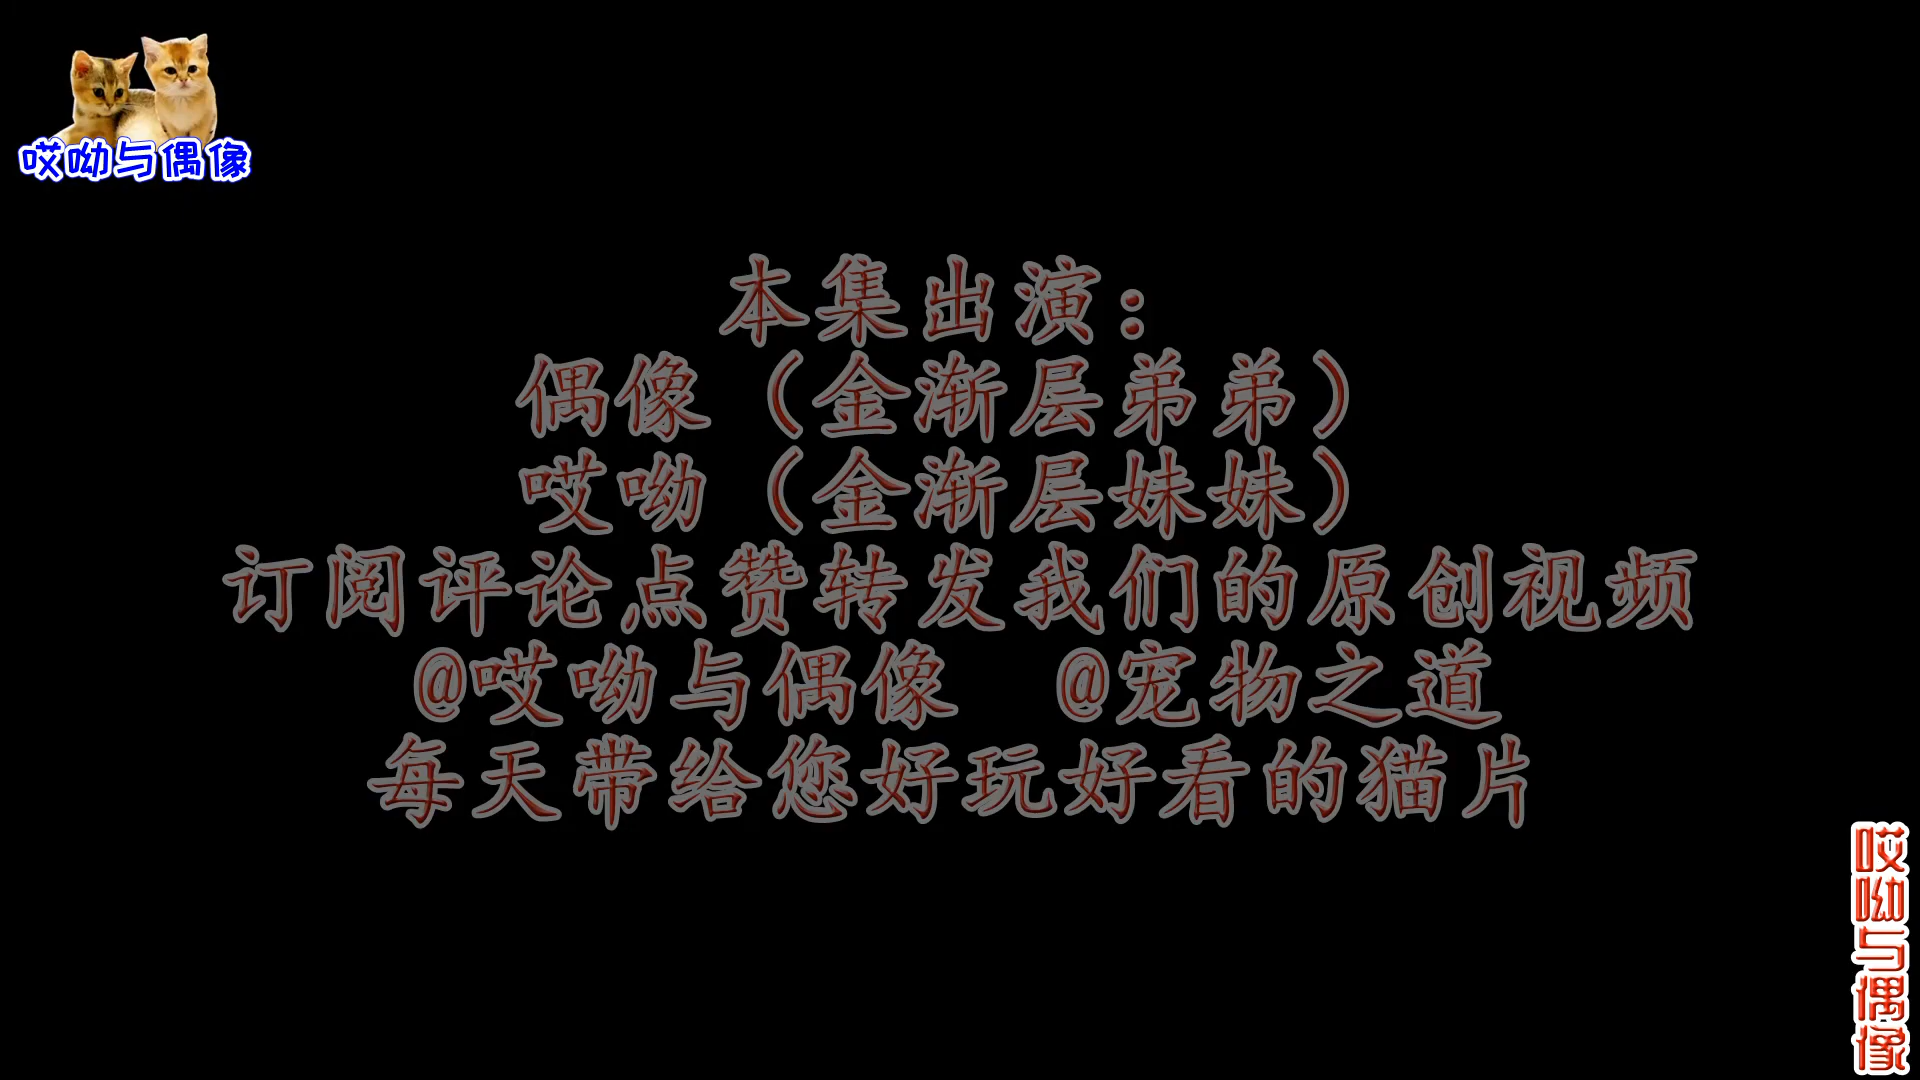 哎呦与偶像
本集出演：
偶像（金渐层弟弟）
哎呦（金渐层妹妹）
订阅评论点赞转发我们的原创视频
@哎呦与偶像 @宠物之道
每天带给您好玩好看的猫片
哎呦与偶像